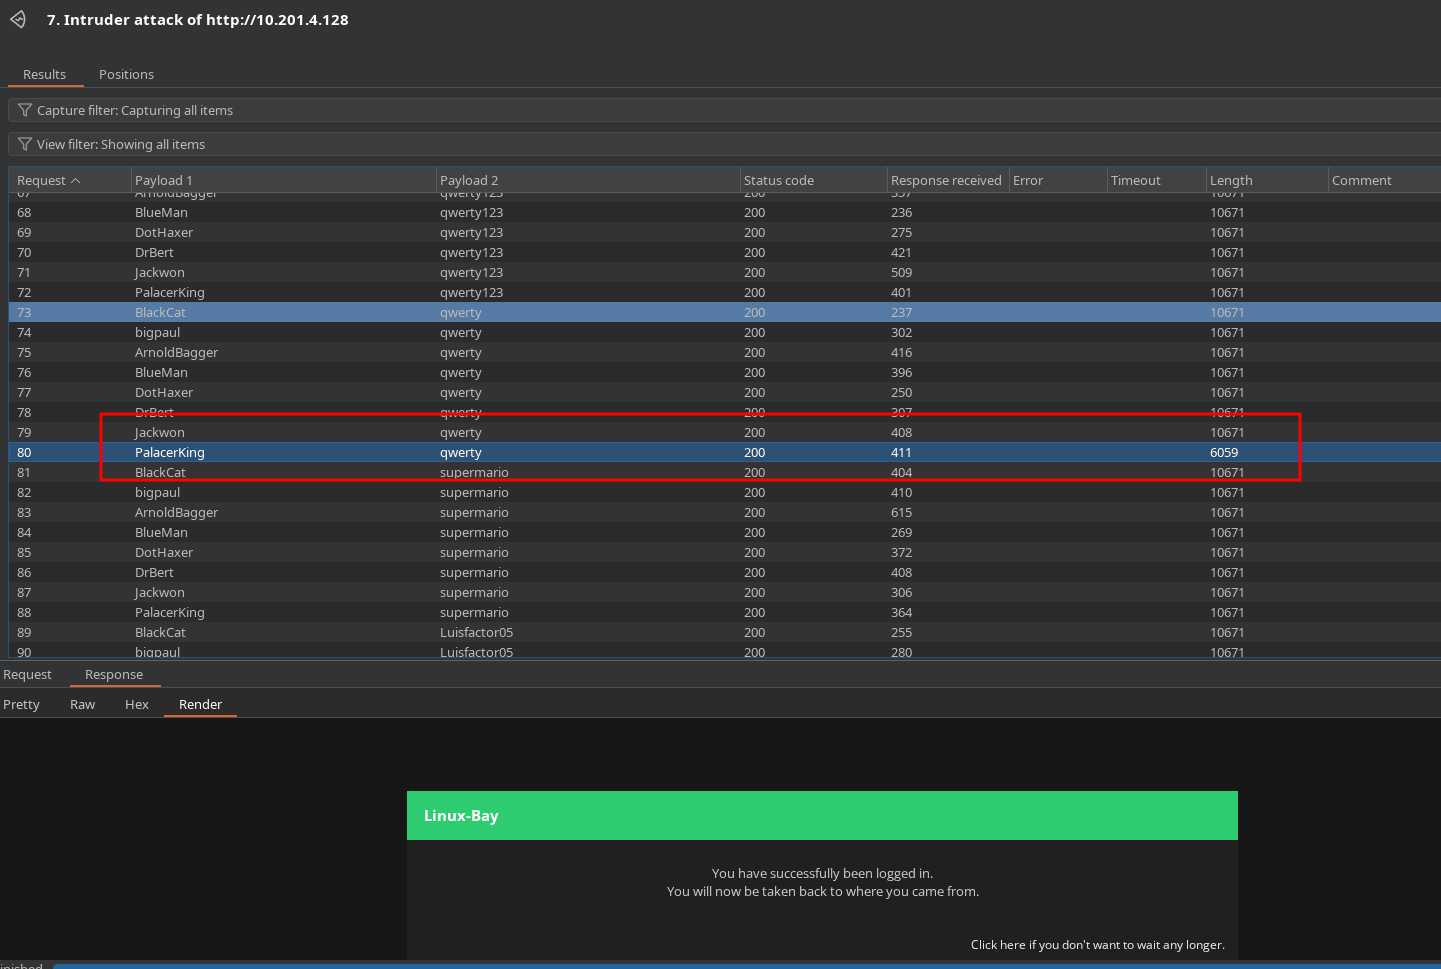 7. Intruder attack of http://10.201.4.128
Results Positions
Capture filter: Capturing all items
View filter: Showing all items
Request Payload 1 Payload 2 Status code Response received Error Timeout Length Comment
67 ArnoldBagger qwerty123 200 357 10671
68 BlueMan qwerty123 200 236 10671
69 DotHaxer qwerty123 200 275 10671
70 DrBert qwerty123 200 421 10671
71 Jackwon qwerty123 200 509 10671
72 PalacerKing qwerty123 200 401 10671
73 BlackCat qwerty 200 237 10671
74 bigpaul qwerty 200 302 10671
75 ArnoldBagger qwerty 200 416 10671
76 BlueMan qwerty 200 396 10671
77 DotHaxer qwerty 200 250 10671
78 DrBert qwerty 200 307 10671
79 Jackwon qwerty 200 408 10671
80 PalacerKing qwerty 200 411 6059
81 BlackCat supermario 200 404 10671
82 bigpaul supermario 200 410 10671
83 ArnoldBagger supermario 200 615 10671
84 BlueMan supermario 200 269 10671
85 DotHaxer supermario 200 372 10671
86 DrBert supermario 200 408 10671
87 Jackwon supermario 200 306 10671
88 PalacerKing supermario 200 364 10671
89 BlackCat Luisfactor05 200 255 10671
90 bigpaul Luisfactor05 200 280 10671
Request Response
Pretty Raw Hex Render
Linux-Bay
You have successfully been logged in.
You will now be taken back to where you came from.
Click here if you don't want to wait any longer.